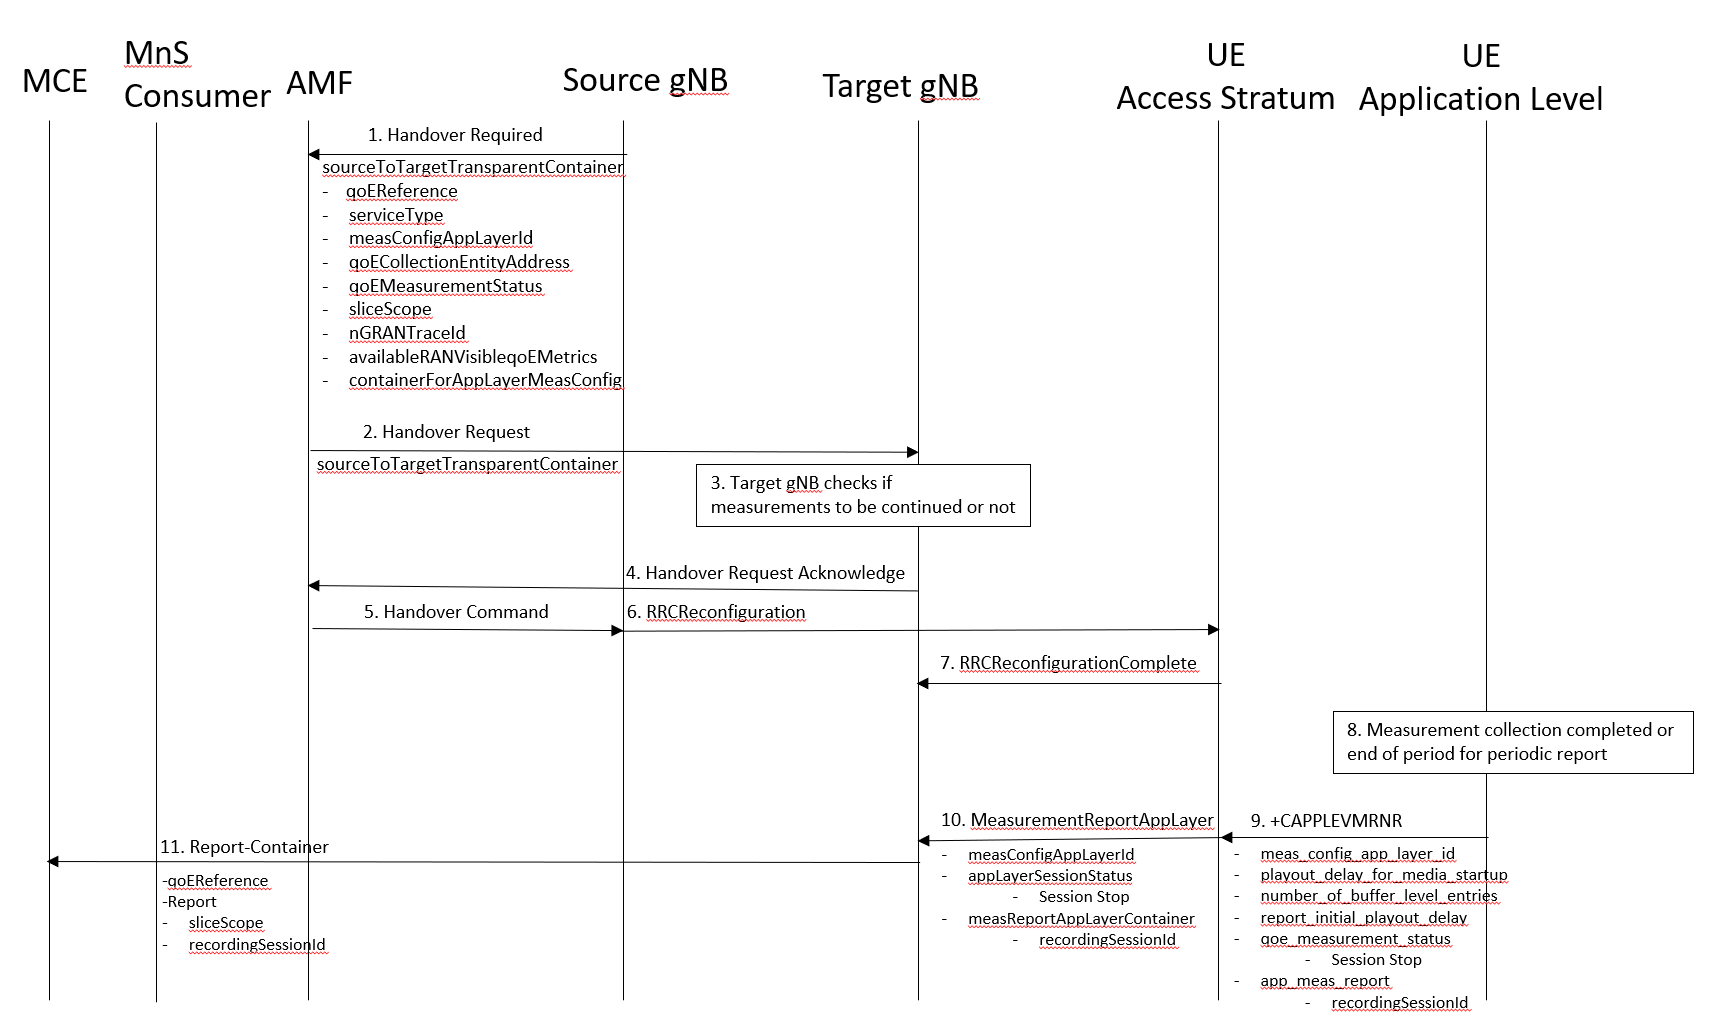 MCE
MnS
Consumer
AMF
Source gNB
Target gNB
UE
Access Stratum
UE
Application Level
1. Handover Required
sourceToTargetTransparentContainer
- qoEReference
- serviceType
- measConfigAppLayerId
- qoECollectionEntityAddress
- qoEMeasurementStatus
- sliceScope
- nGRANTraceId
- availableRANVisibleqoEMetrics
- containerForAppLayerMeasConfig
2. Handover Request
sourceToTargetTransparentContainer
3. Target gNB checks if
measurements to be continued or not
4. Handover Request Acknowledge
5. Handover Command
6. RRCReconfiguration
7. RRCReconfigurationComplete
8. Measurement collection completed or
end of period for periodic report
9. +CAPPLEVMRNR
- meas_config_app_layer_id
- playout_delay_for_media_startup
- number_of_buffer_level_entries
- report_initial_playout_delay
- qoe_measurement_status
- Session Stop
- app_meas_report
- recordingSessionId
10. MeasurementReportAppLayer
- measConfigAppLayerId
- appLayerSessionStatus
- Session Stop
- measReportAppLayerContainer
- recordingSessionId
11. Report-Container
-qoEReference
-Report
- sliceScope
- recordingSessionId